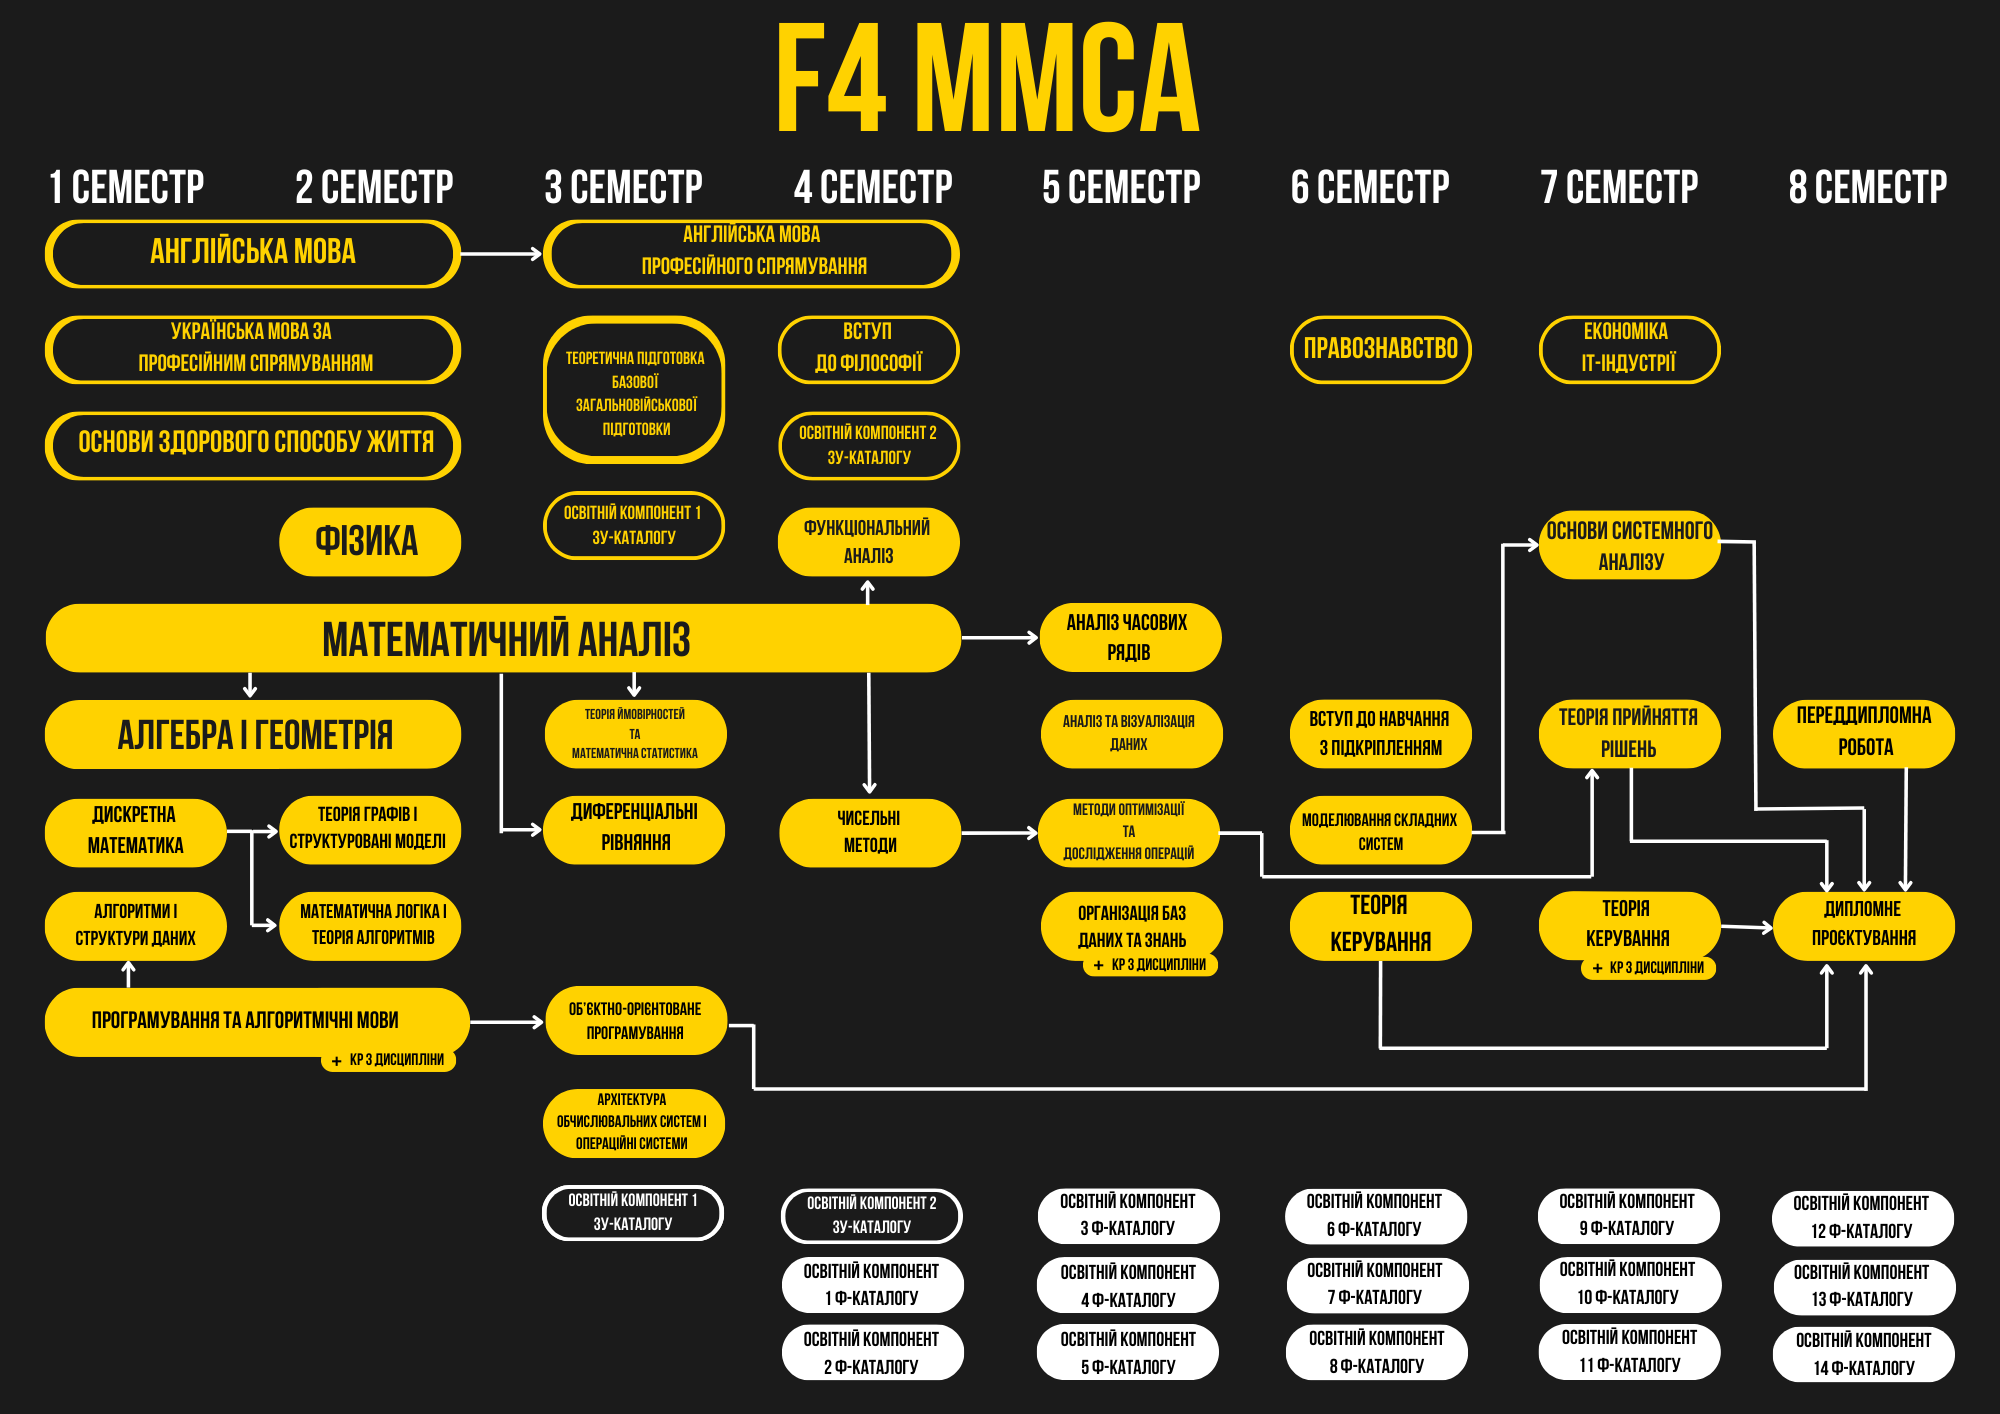 F4 ММСА
1 СЕМЕСТР
2 СЕМЕСТР
3 СЕМЕСТР
4 СЕМЕСТР
5 СЕМЕСТР
6 СЕМЕСТР
7 СЕМЕСТР
8 СЕМЕСТР
АНГЛІЙСЬКА МОВА
АНГЛІЙСЬКА МОВА
ПРОФЕСІЙНОГО СПРЯМУВАННЯ
УКРАЇНСЬКА МОВА ЗА
ПРОФЕСІЙНИМ СПРЯМУВАННЯМ
ТЕОРЕТИЧНА ПІДГОТОВКА
БАЗОВОЇ
ЗАГАЛЬНОВІЙСЬКОВОЇ
ПІДГОТОВКИ
ВСТУП
ДО ФІЛОСОФІЇ
ПРАВОЗНАВСТВО
ЕКОНОМІКА
ІТ-ІНДУСТРІЇ
ОСНОВИ ЗДОРОВОГО СПОСОБУ ЖИТТЯ
ОСВІТНІЙ КОМПОНЕНТ 2
ЗУ-КАТАЛОГУ
ФІЗИКА
ОСВІТНІЙ КОМПОНЕНТ 1
ЗУ-КАТАЛОГУ
ФУНКЦІОНАЛЬНИЙ
АНАЛІЗ
ОСНОВИ СИСТЕМНОГО
АНАЛІЗУ
МАТЕМАТИЧНИЙ АНАЛІЗ
АНАЛІЗ ЧАСОВИХ
РЯДІВ
АЛГЕБРА І ГЕОМЕТРІЯ
ТЕОРІЯ ЙМОВІРНОСТЕЙ
ТА
МАТЕМАТИЧНА СТАТИСТИКА
АНАЛІЗ ТА ВІЗУАЛІЗАЦІЯ
ДАНИХ
ВСТУП ДО НАВЧАННЯ
З ПІДКРІПЛЕННЯМ
ТЕОРІЯ ПРИЙНЯТТЯ
РІШЕНЬ
ПЕРЕДДИПЛОМНА
РОБОТА
ДИСКРЕТНА
МАТЕМАТИКА
ТЕОРІЯ ГРАФІВ І
СТРУКТУРОВАНІ МОДЕЛІ
ДИФЕРЕНЦІАЛЬНІ
РІВНЯННЯ
ЧИСЕЛЬНІ
МЕТОДИ
МЕТОДИ ОПТИМІЗАЦІЇ
ТА
ДОСЛІДЖЕННЯ ОПЕРАЦІЙ
МОДЕЛЮВАННЯ СКЛАДНИХ
СИСТЕМ
АЛГОРИТМИ І
СТРУКТУРИ ДАНИХ
МАТЕМАТИЧНА ЛОГІКА І
ТЕОРІЯ АЛГОРИТМІВ
ОРГАНІЗАЦІЯ БАЗ
ДАНИХ ТА ЗНАНЬ
+ КР З ДИСЦИПЛІНИ
ТЕОРІЯ
КЕРУВАННЯ
ТЕОРІЯ
КЕРУВАННЯ
+ КР З ДИСЦИПЛІНИ
ДИПЛОМНЕ
ПРОЄКТУВАННЯ
ПРОГРАМУВАННЯ ТА АЛГОРИТМІЧНІ МОВИ
+ КР З ДИСЦИПЛІНИ
ОБ'ЄКТНО-ОРІЄНТОВАНЕ
ПРОГРАМУВАННЯ
АРХІТЕКТУРА
ОБЧИСЛЮВАЛЬНИХ СИСТЕМ І
ОПЕРАЦІЙНІ СИСТЕМИ
ОСВІТНІЙ КОМПОНЕНТ 1
ЗУ-КАТАЛОГУ
ОСВІТНІЙ КОМПОНЕНТ 2
ЗУ-КАТАЛОГУ
ОСВІТНІЙ КОМПОНЕНТ
3 Ф-КАТАЛОГУ
ОСВІТНІЙ КОМПОНЕНТ
6 Ф-КАТАЛОГУ
ОСВІТНІЙ КОМПОНЕНТ
9 Ф-КАТАЛОГУ
ОСВІТНІЙ КОМПОНЕНТ
12 Ф-КАТАЛОГУ
ОСВІТНІЙ КОМПОНЕНТ
1 Ф-КАТАЛОГУ
ОСВІТНІЙ КОМПОНЕНТ
4 Ф-КАТАЛОГУ
ОСВІТНІЙ КОМПОНЕНТ
7 Ф-КАТАЛОГУ
ОСВІТНІЙ КОМПОНЕНТ
10 Ф-КАТАЛОГУ
ОСВІТНІЙ КОМПОНЕНТ
13 Ф-КАТАЛОГУ
ОСВІТНІЙ КОМПОНЕНТ
2 Ф-КАТАЛОГУ
ОСВІТНІЙ КОМПОНЕНТ
5 Ф-КАТАЛОГУ
ОСВІТНІЙ КОМПОНЕНТ
8 Ф-КАТАЛОГУ
ОСВІТНІЙ КОМПОНЕНТ
11 Ф-КАТАЛОГУ
ОСВІТНІЙ КОМПОНЕНТ
14 Ф-КАТАЛОГУ